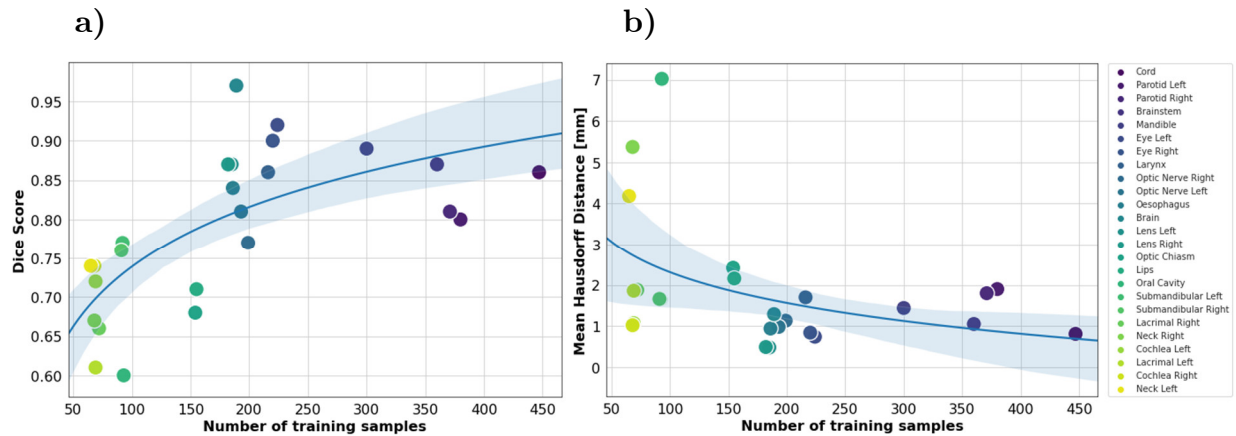 a)
b)
0.95
0.90
0.85
0.80
0.75
0.70
0.65
0.60
Dice Score
50 100 150 200 250 300 350 400 450
Number of training samples
7
6
5
4
3
2
1
0
Mean Hausdorff Distance [mm]
50 100 150 200 250 300 350 400 450
Number of training samples
Cord
Parotid Left
Parotid Right
Brainstem
Mandible
Eye Left
Eye Right
Larynx
Optic Nerve Right
Optic Nerve Left
Oesophagus
Brain
Lens Left
Lens Right
Optic Chiasm
Lips
Oral Cavity
Submandibular Left
Submandibular Right
Lacrimal Right
Neck Right
Cochlea Left
Lacrimal Left
Cochlea Right
Neck Left